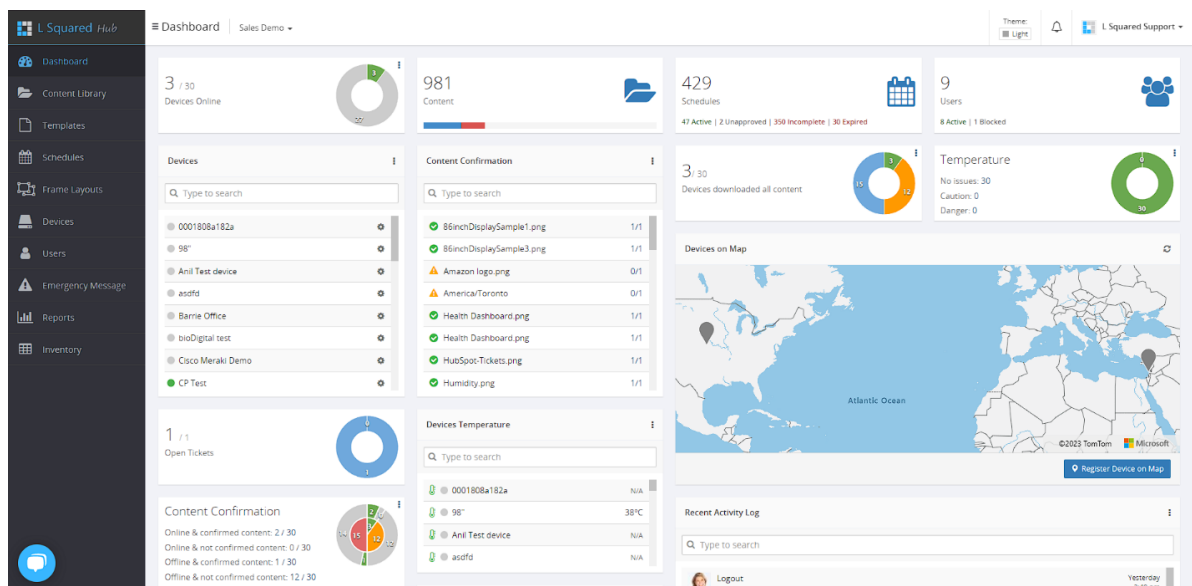 L Squared Hub
Dashboard
Sales Demo
Theme:
Light
L Squared Support
Dashboard
Content Library
Templates
Schedules
Frame Layouts
Devices
Users
Emergency Message
Reports
Inventory
3 / 30
Devices Online
3
27
981
Content
429
Schedules
47 Active | 2 Unapproved | 350 Incomplete | 30 Expired
9
Users
8 Active | 1 Blocked
Devices
Type to search
0001808a182a
98"
Anil Test device
asdfd
Barrie Office
bioDigital test
Cisco Meraki Demo
CP Test
Content Confirmation
Type to search
86inchDisplaySample1.png 1/1
86inchDisplaySample3.png 1/1
Amazon logo.png 0/1
America/Toronto 0/1
Health Dashboard.png 1/1
Health Dashboard.png 1/1
HubSpot-Tickets.png 1/1
Humidity.png 1/1
3/ 30
Devices downloaded all content
3
15
12
Temperature
No issues: 30
Caution: 0
Danger: 0
0
30
Devices on Map
Atlantic Ocean
©2023 TomTom
Microsoft
Register Device on Map
1 / 1
Open Tickets
0
1
Devices Temperature
Type to search
0001808a182a N/A
98" 38°C
Anil Test device N/A
asdfd N/A
Content Confirmation
Online & confirmed content: 2 / 30
Online & not confirmed content: 0 / 30
Offline & confirmed content: 1 / 30
Offline & not confirmed content: 12 / 30
2
14
15
12
12
Recent Activity Log
Type to search
Logout
Yesterday